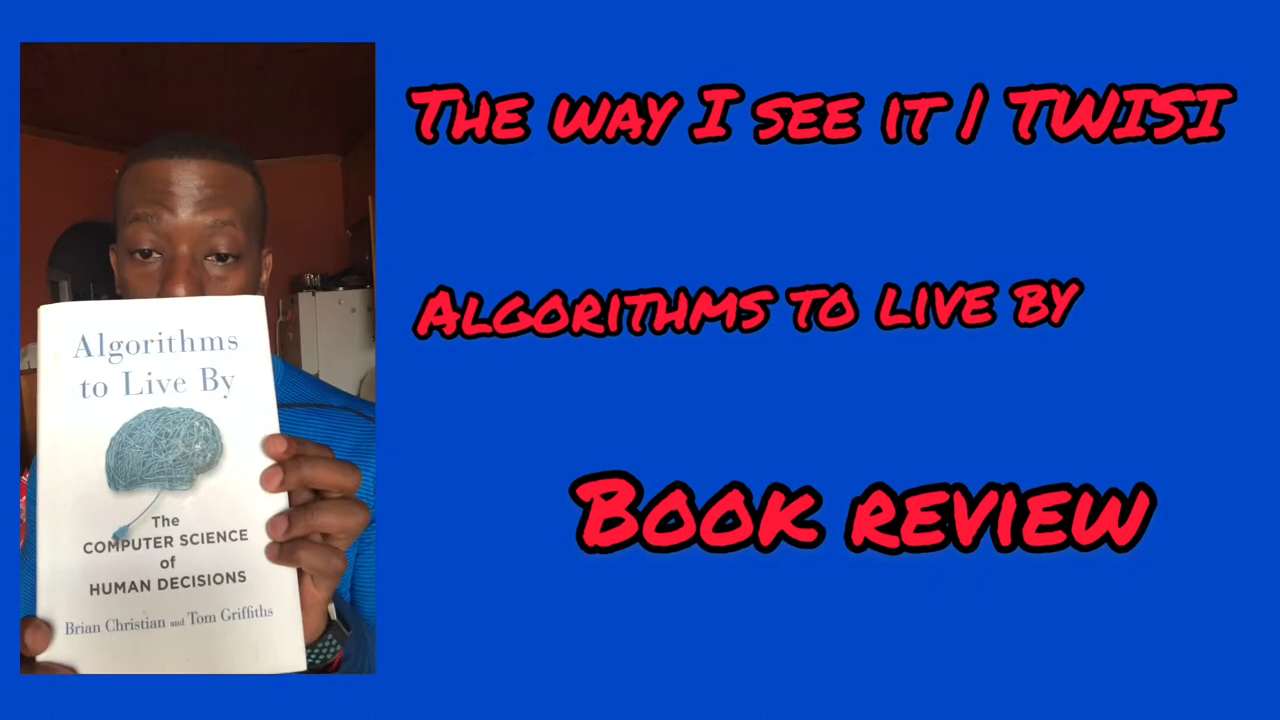 The way I see it / TWISI
Algorithms to live by
Book review
Algorithms
to Live By
The
COMPUTER SCIENCE
of
HUMAN DECISIONS
Brian Christian and Tom Griffiths